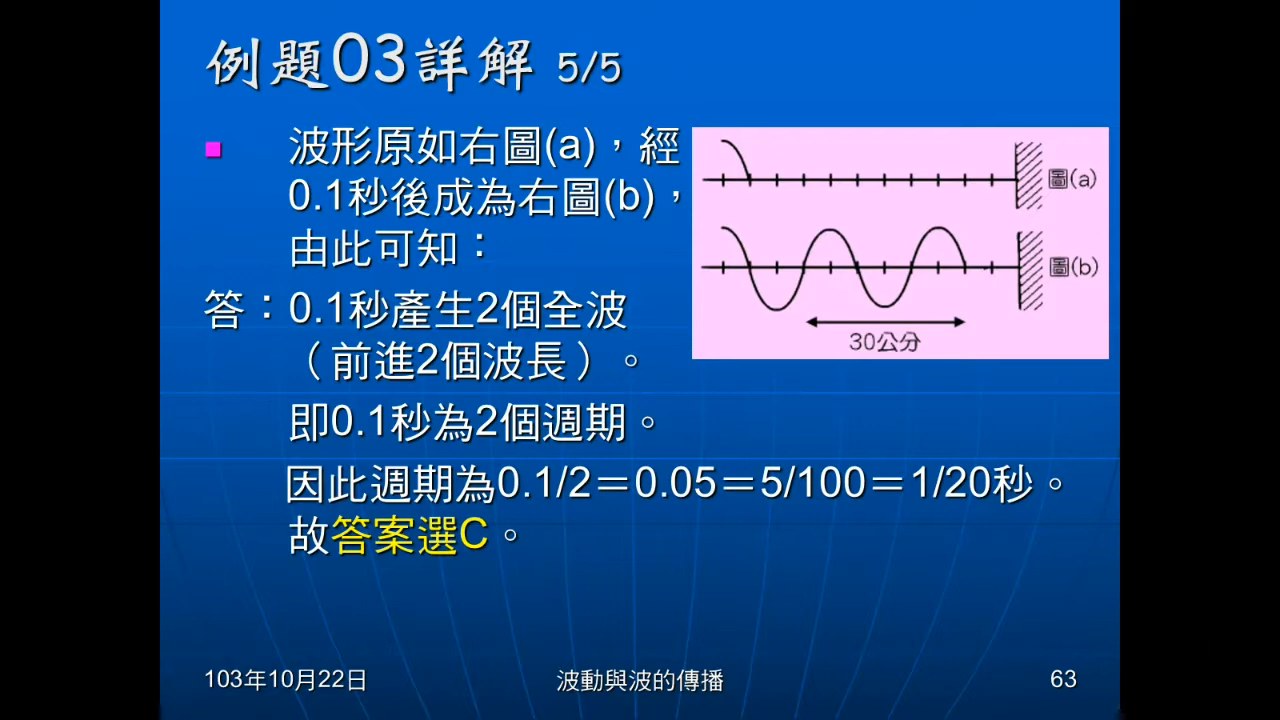 例題03詳解 5/5
波形原如右圖(a)，經
0.1秒後成為右圖(b)，
由此可知：
圖(a)
圖(b)
30公分
答：0.1秒產生2個全波
（前進2個波長）。
即0.1秒為2個週期。
因此週期為0.1/2＝0.05＝5/100＝1/20秒。
故答案選C。
103年10月22日
波動與波的傳播
63